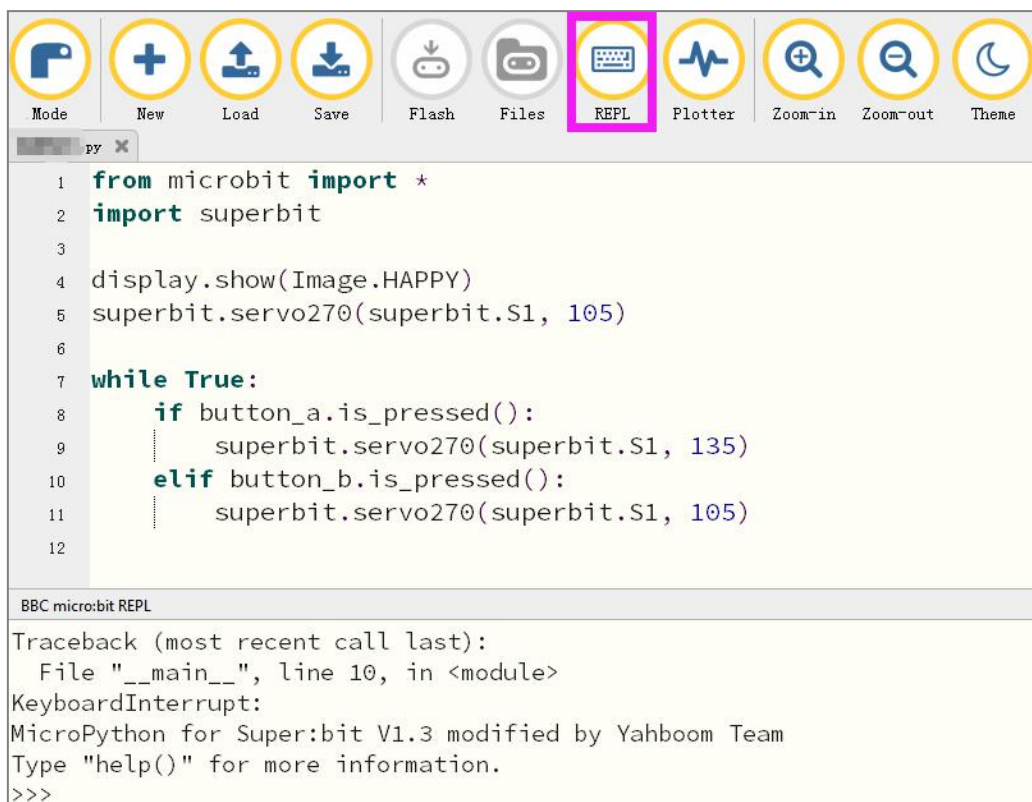 Mode New Load Save Flash Files REPL Plotter Zoom-in Zoom-out Theme
py ✖
1 from microbit import *
2 import superbit
3
4 display.show(Image.HAPPY)
5 superbit.servo270(superbit.S1, 105)
6
7 while True:
8     if button_a.is_pressed():
9         superbit.servo270(superbit.S1, 135)
10     elif button_b.is_pressed():
11         superbit.servo270(superbit.S1, 105)
12
BBC micro:bit REPL
Traceback (most recent call last):
  File "__main__", line 10, in <module>
KeyboardInterrupt:
MicroPython for Super:bit V1.3 modified by Yahboom Team
Type "help()" for more information.
>>>